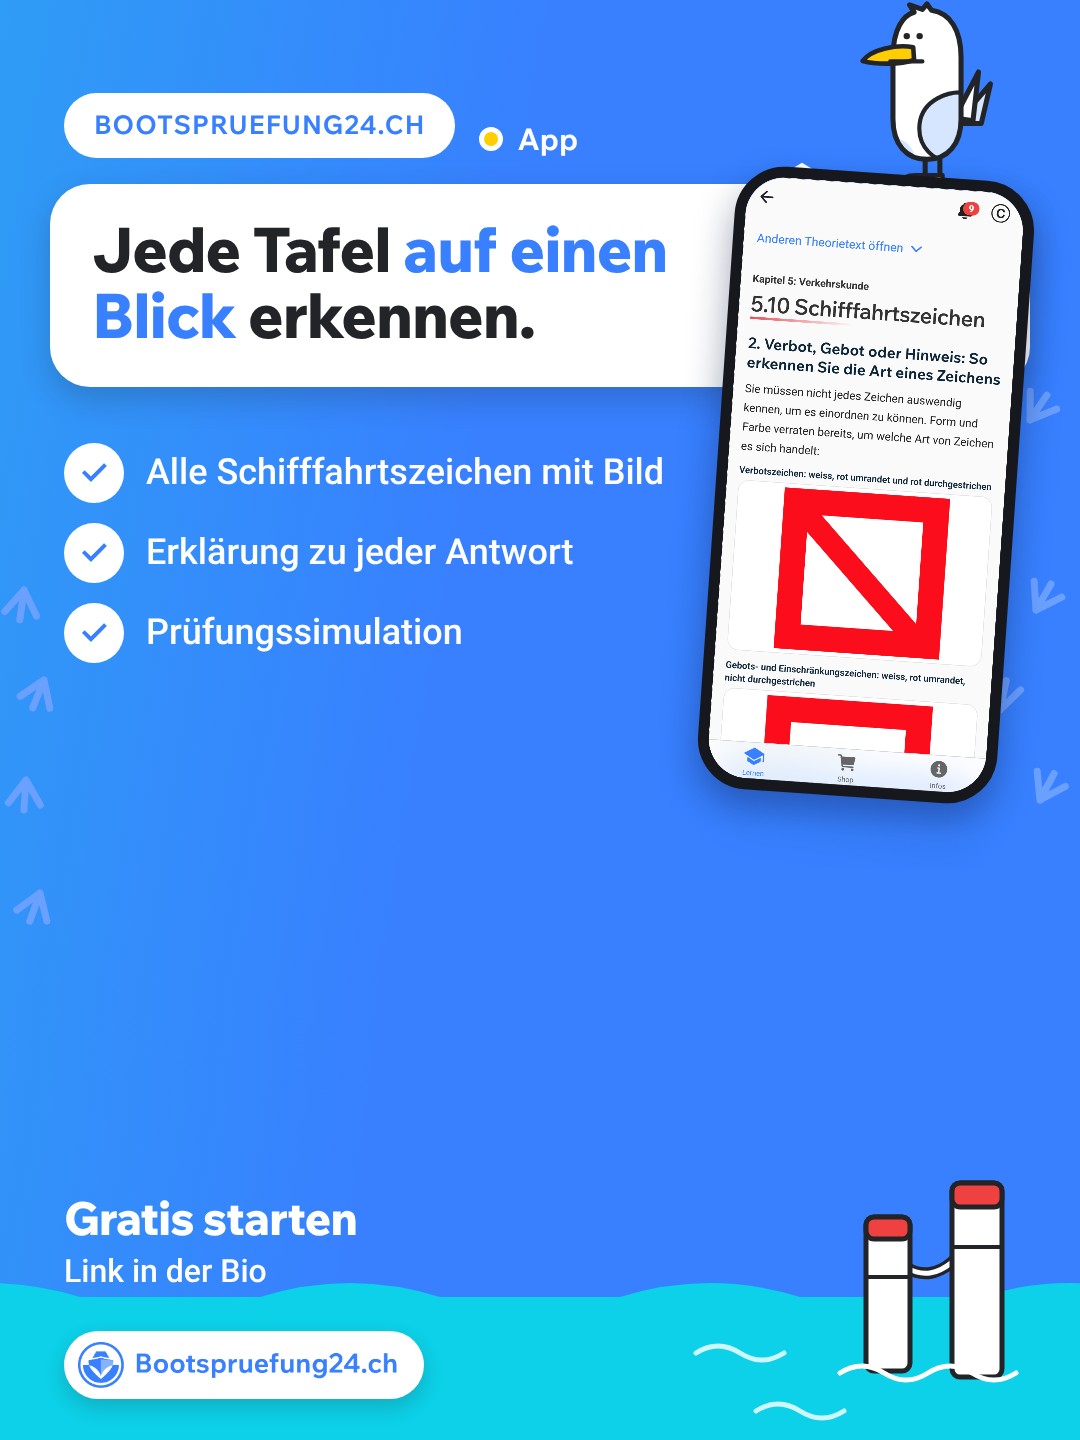 BOOTSPRUEFUNG24.CH
App
Jede Tafel auf einen
Blick erkennen.
Alle Schifffahrtszeichen mit Bild
Erklärung zu jeder Antwort
Prüfungssimulation
9
C
Anderen Theorietext öffnen
Kapitel 5: Verkehrskunde
5.10 Schifffahrtszeichen
2. Verbot, Gebot oder Hinweis: So
erkennen Sie die Art eines Zeichens
Sie müssen nicht jedes Zeichen auswendig
kennen, um es einordnen zu können. Form und
Farbe verraten bereits, um welche Art von Zeichen
es sich handelt:
Verbotszeichen: weiss, rot umrandet und rot durchgestrichen
Gebots- und Einschränkungszeichen: weiss, rot umrandet,
nicht durchgestrichen
Lernen
Shop
Infos
Gratis starten
Link in der Bio
Bootspruefung24.ch